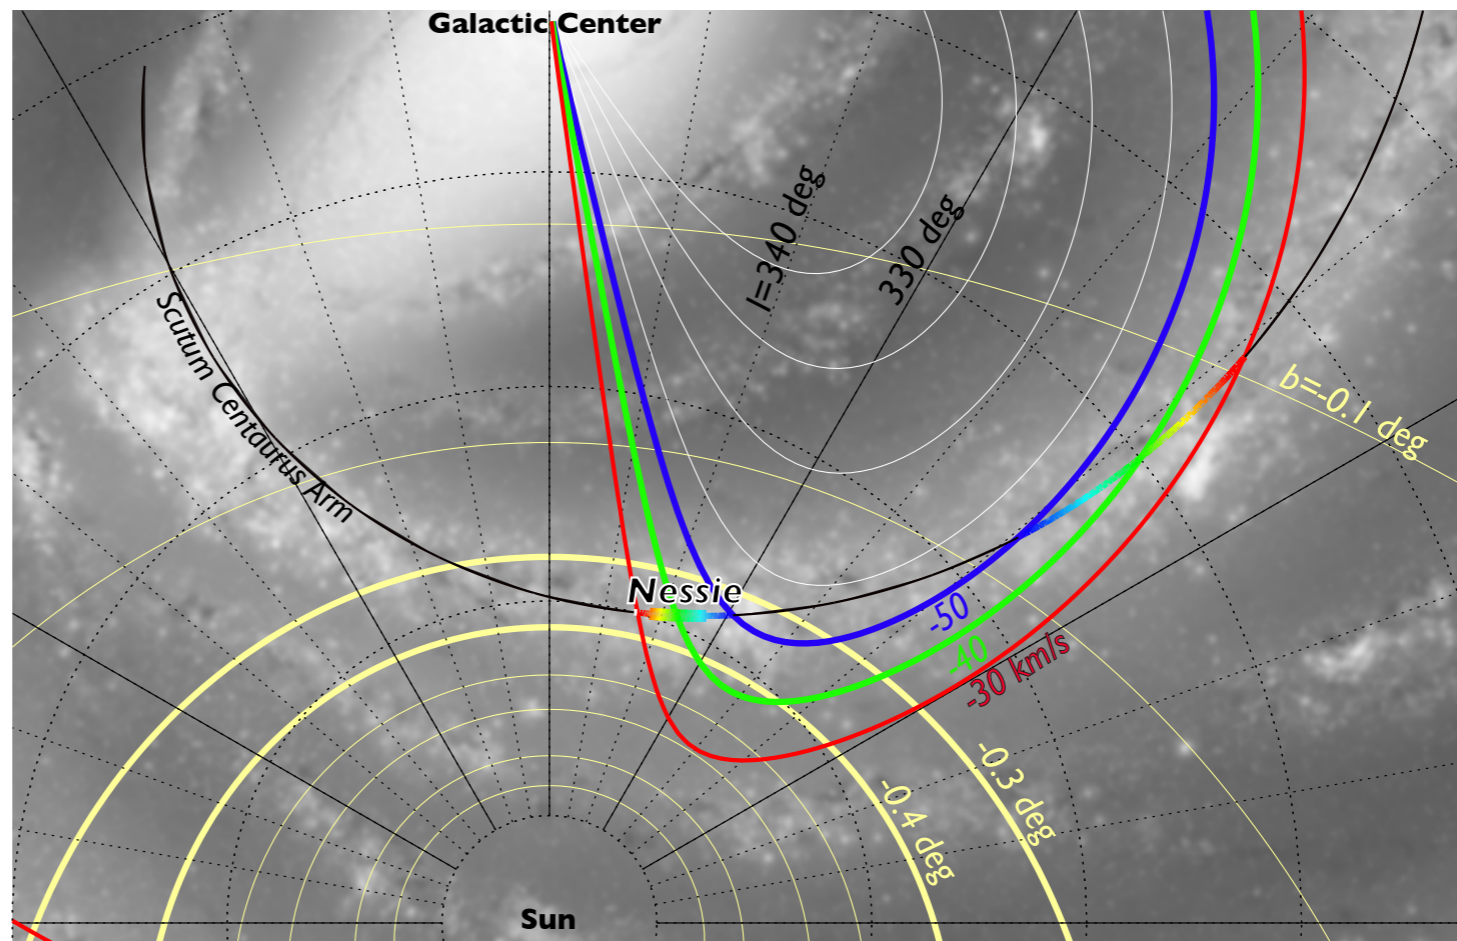 Galactic Center
l=340 deg
330 deg
Scutum Centaurus Arm
b=-0.1 deg
Nessie
-50
-40
-30 km/s
-0.3 deg
-0.4 deg
Sun